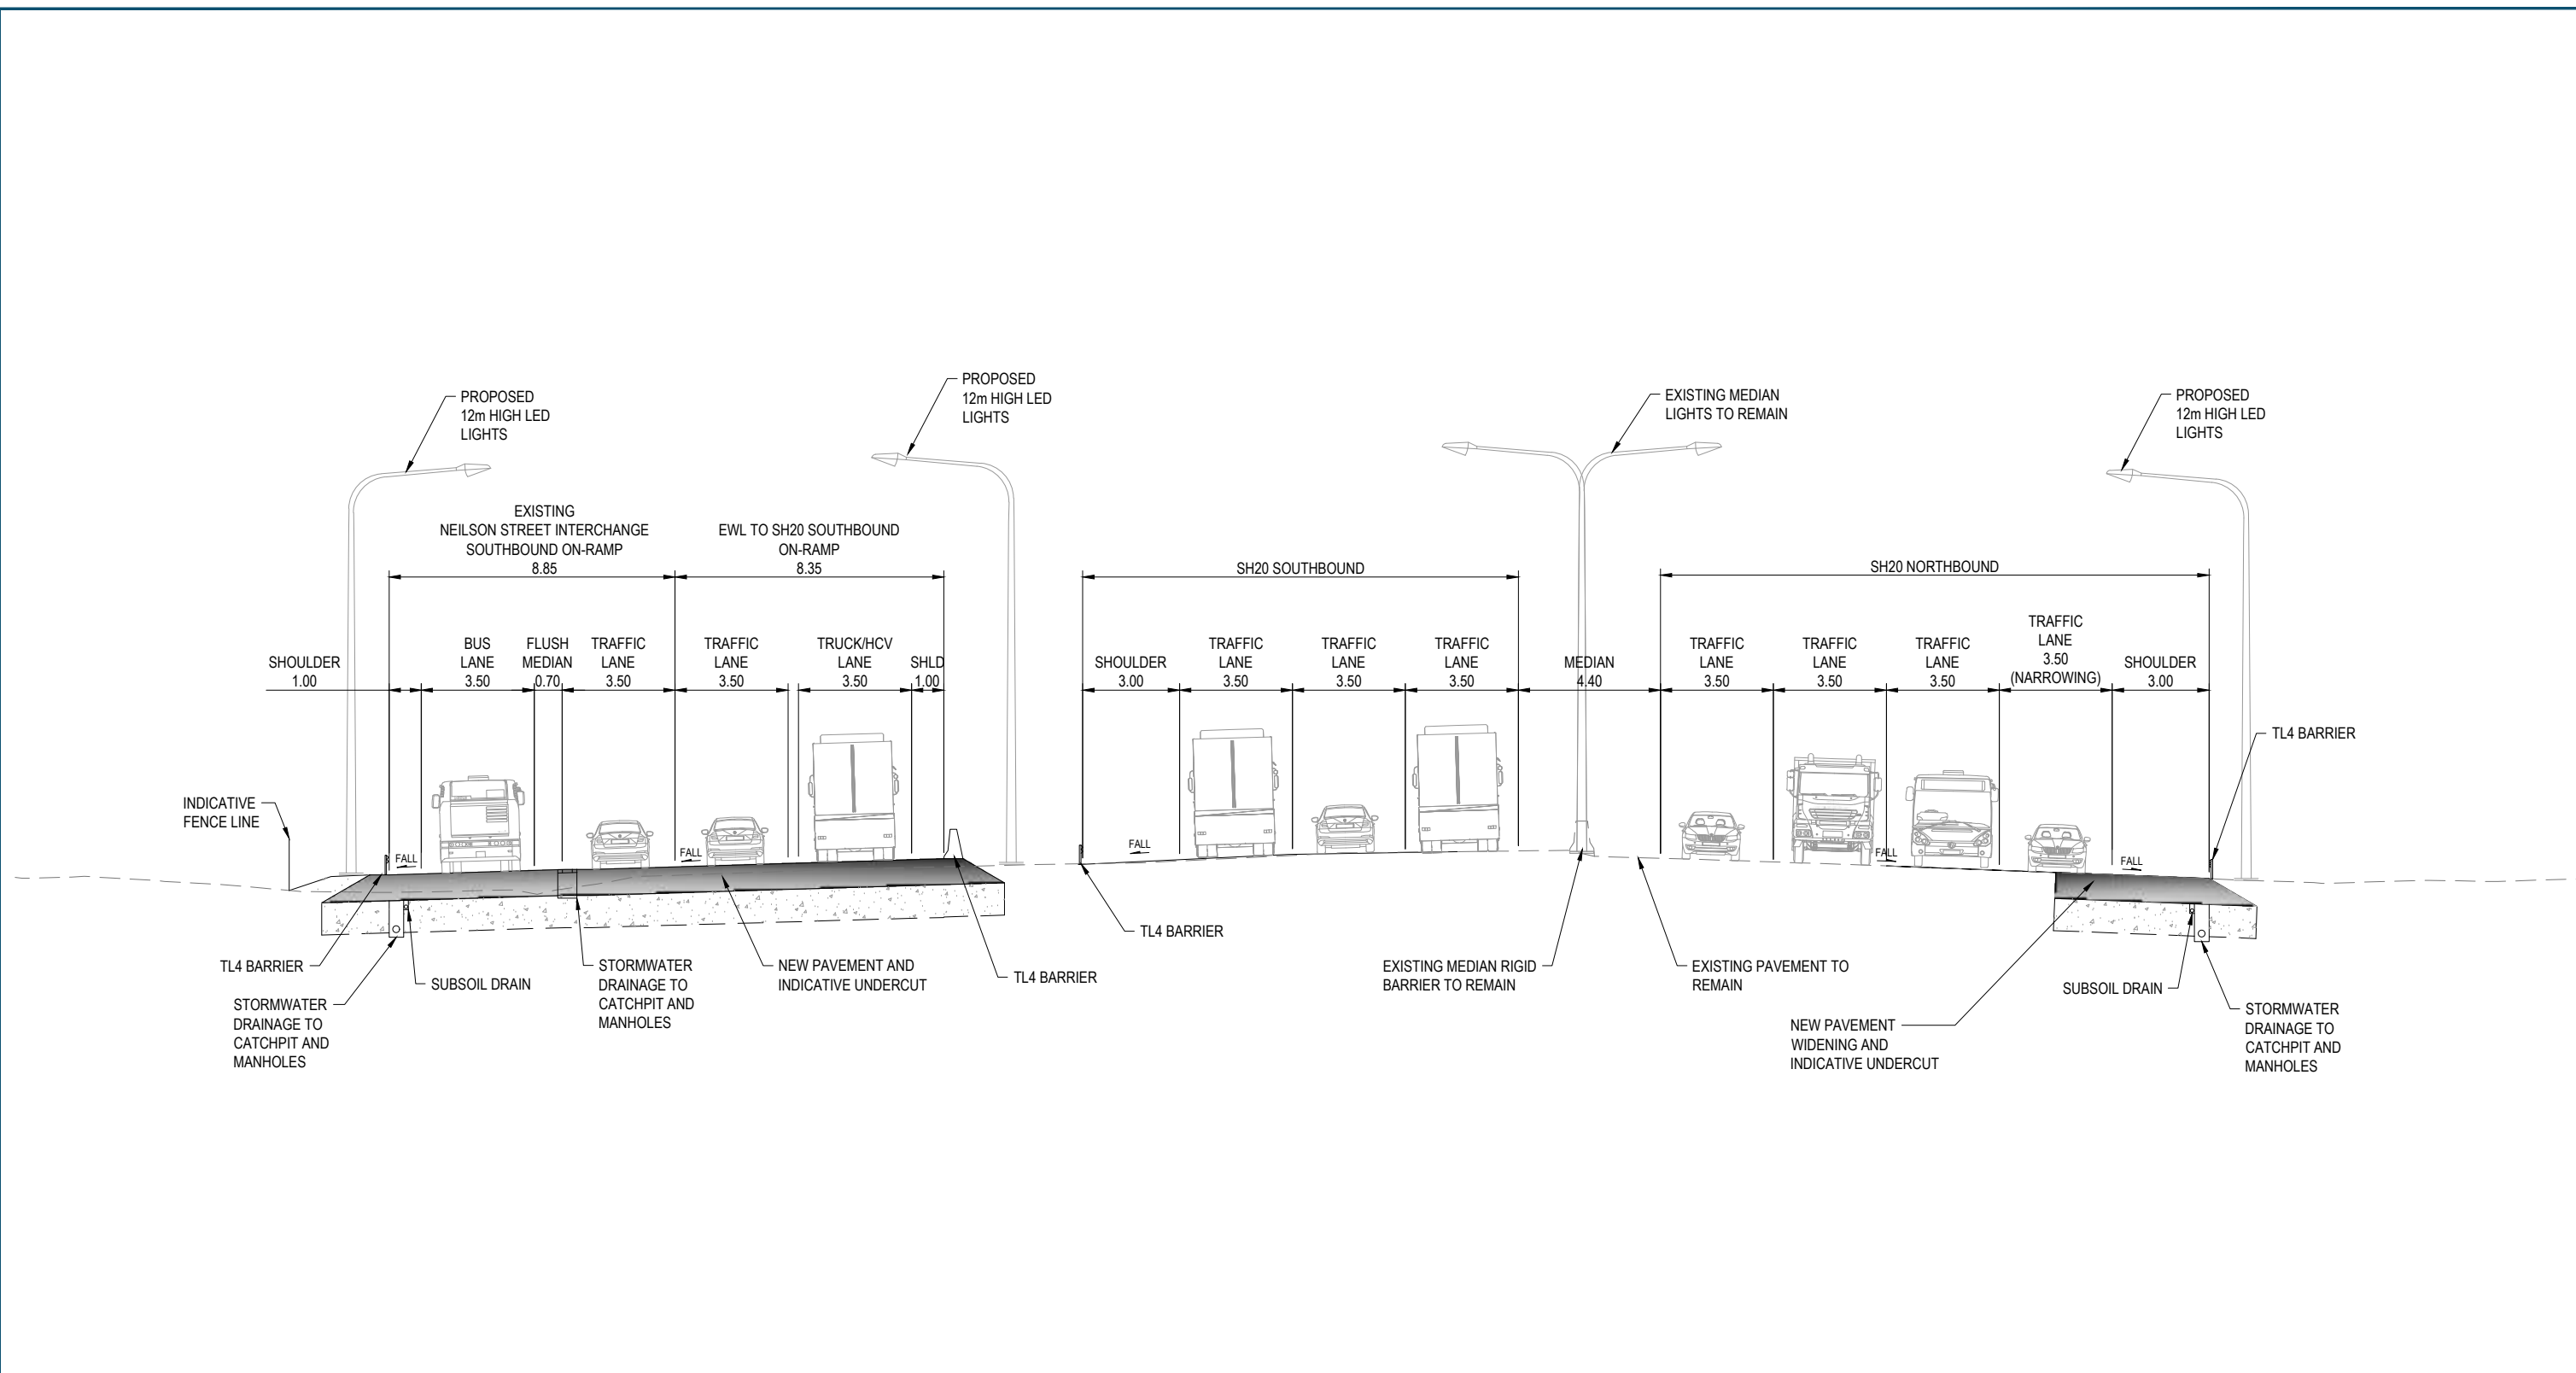 PROPOSED
12m HIGH LED
LIGHTS
PROPOSED
12m HIGH LED
LIGHTS
EXISTING MEDIAN
LIGHTS TO REMAIN
PROPOSED
12m HIGH LED
LIGHTS
EXISTING
NEILSON STREET INTERCHANGE
SOUTHBOUND ON-RAMP
8.85
EWL TO SH20 SOUTHBOUND
ON-RAMP
8.35
SH20 SOUTHBOUND
SH20 NORTHBOUND
SHOULDER
1.00
BUS
LANE
3.50
FLUSH
MEDIAN
0.70
TRAFFIC
LANE
3.50
TRAFFIC
LANE
3.50
TRUCK/HCV
LANE
3.50
SHLD
1.00
SHOULDER
3.00
TRAFFIC
LANE
3.50
TRAFFIC
LANE
3.50
TRAFFIC
LANE
3.50
MEDIAN
4.40
TRAFFIC
LANE
3.50
TRAFFIC
LANE
3.50
TRAFFIC
LANE
3.50
TRAFFIC
LANE
3.50
(NARROWING)
SHOULDER
3.00
TL4 BARRIER
INDICATIVE
FENCE LINE
FALL
FALL
FALL
FALL
FALL
TL4 BARRIER
STORMWATER
DRAINAGE TO
CATCHPIT AND
MANHOLES
SUBSOIL DRAIN
STORMWATER
DRAINAGE TO
CATCHPIT AND
MANHOLES
NEW PAVEMENT AND
INDICATIVE UNDERCUT
TL4 BARRIER
TL4 BARRIER
EXISTING MEDIAN RIGID
BARRIER TO REMAIN
EXISTING PAVEMENT TO
REMAIN
NEW PAVEMENT
WIDENING AND
INDICATIVE UNDERCUT
SUBSOIL DRAIN
STORMWATER
DRAINAGE TO
CATCHPIT AND
MANHOLES